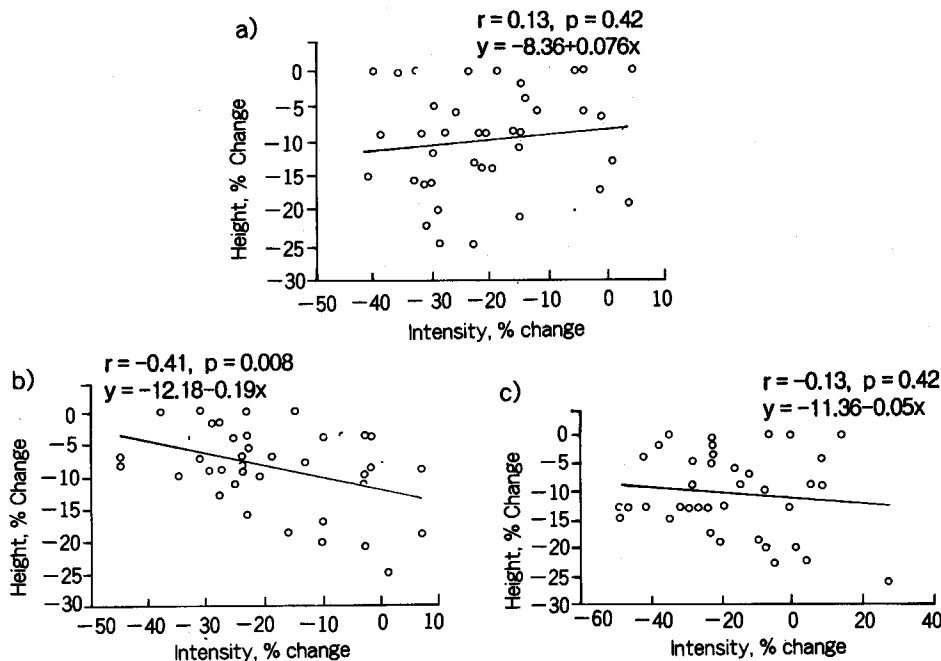 a)
r = 0.13, p = 0.42
y = −8.36+0.076x
0
−5
−10
−15
−20
−25
−30
Height, % Change
−50 −40 −30 −20 −10 0 10
Intensity, % change
b)
r = −0.41, p = 0.008
y = −12.18−0.19x
0
−5
−10
−15
−20
−25
−30
Height, % Change
−50 −40 −30 −20 −10 0 10
Intensity, % change
c)
r = −0.13, p = 0.42
y = −11.36−0.05x
0
−5
−10
−15
−20
−25
−30
Height, % Change
−60 −40 −20 0 20 40
Intensity, % change